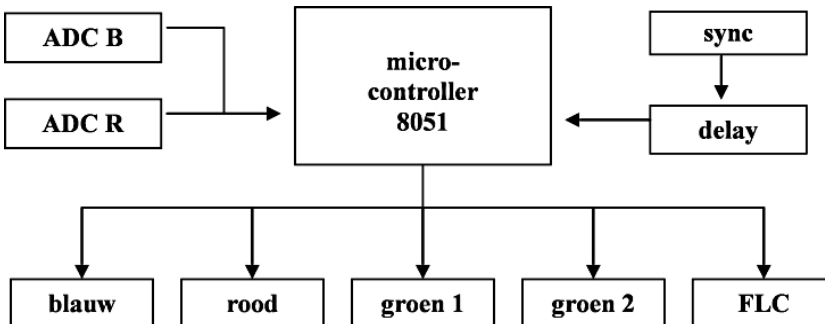 ADC B
ADC R
micro-
controller
8051
sync
delay
blauw
rood
groen 1
groen 2
FLC